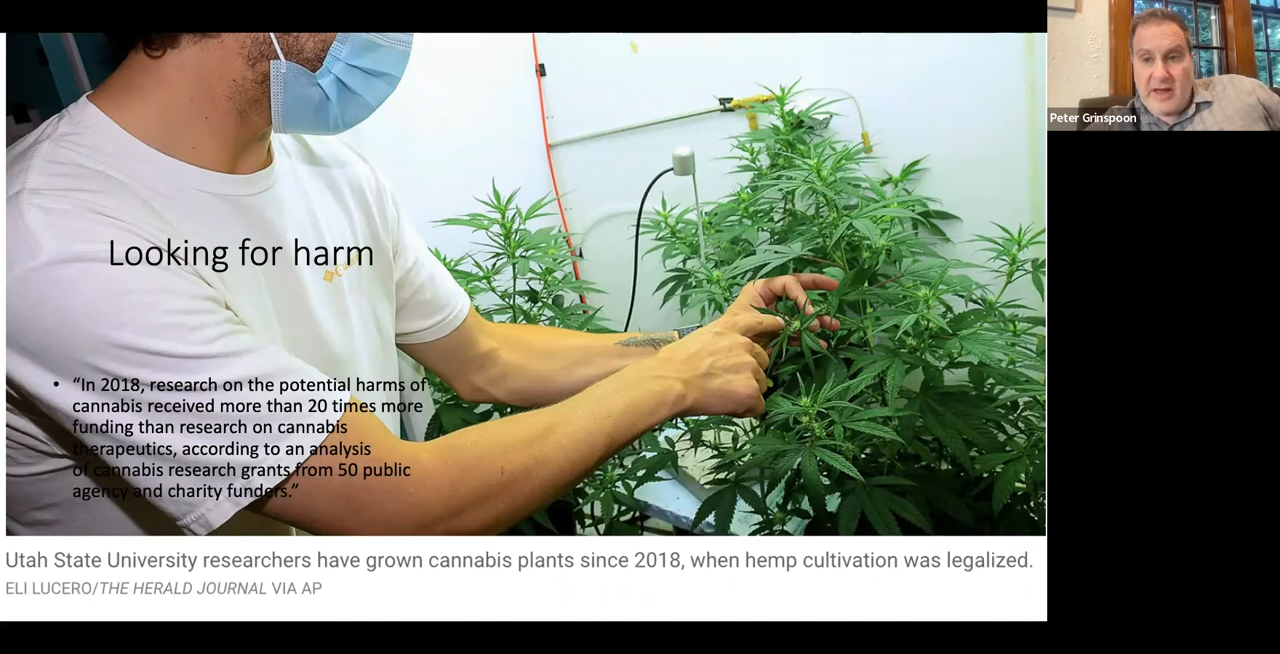 Peter Grinspoon
Looking for harm
• “In 2018, research on the potential harms of
cannabis received more than 20 times more
funding than research on cannabis
therapeutics, according to an analysis
of cannabis research grants from 50 public
agency and charity funders.”
Utah State University researchers have grown cannabis plants since 2018, when hemp cultivation was legalized.
ELI LUCERO/THE HERALD JOURNAL VIA AP